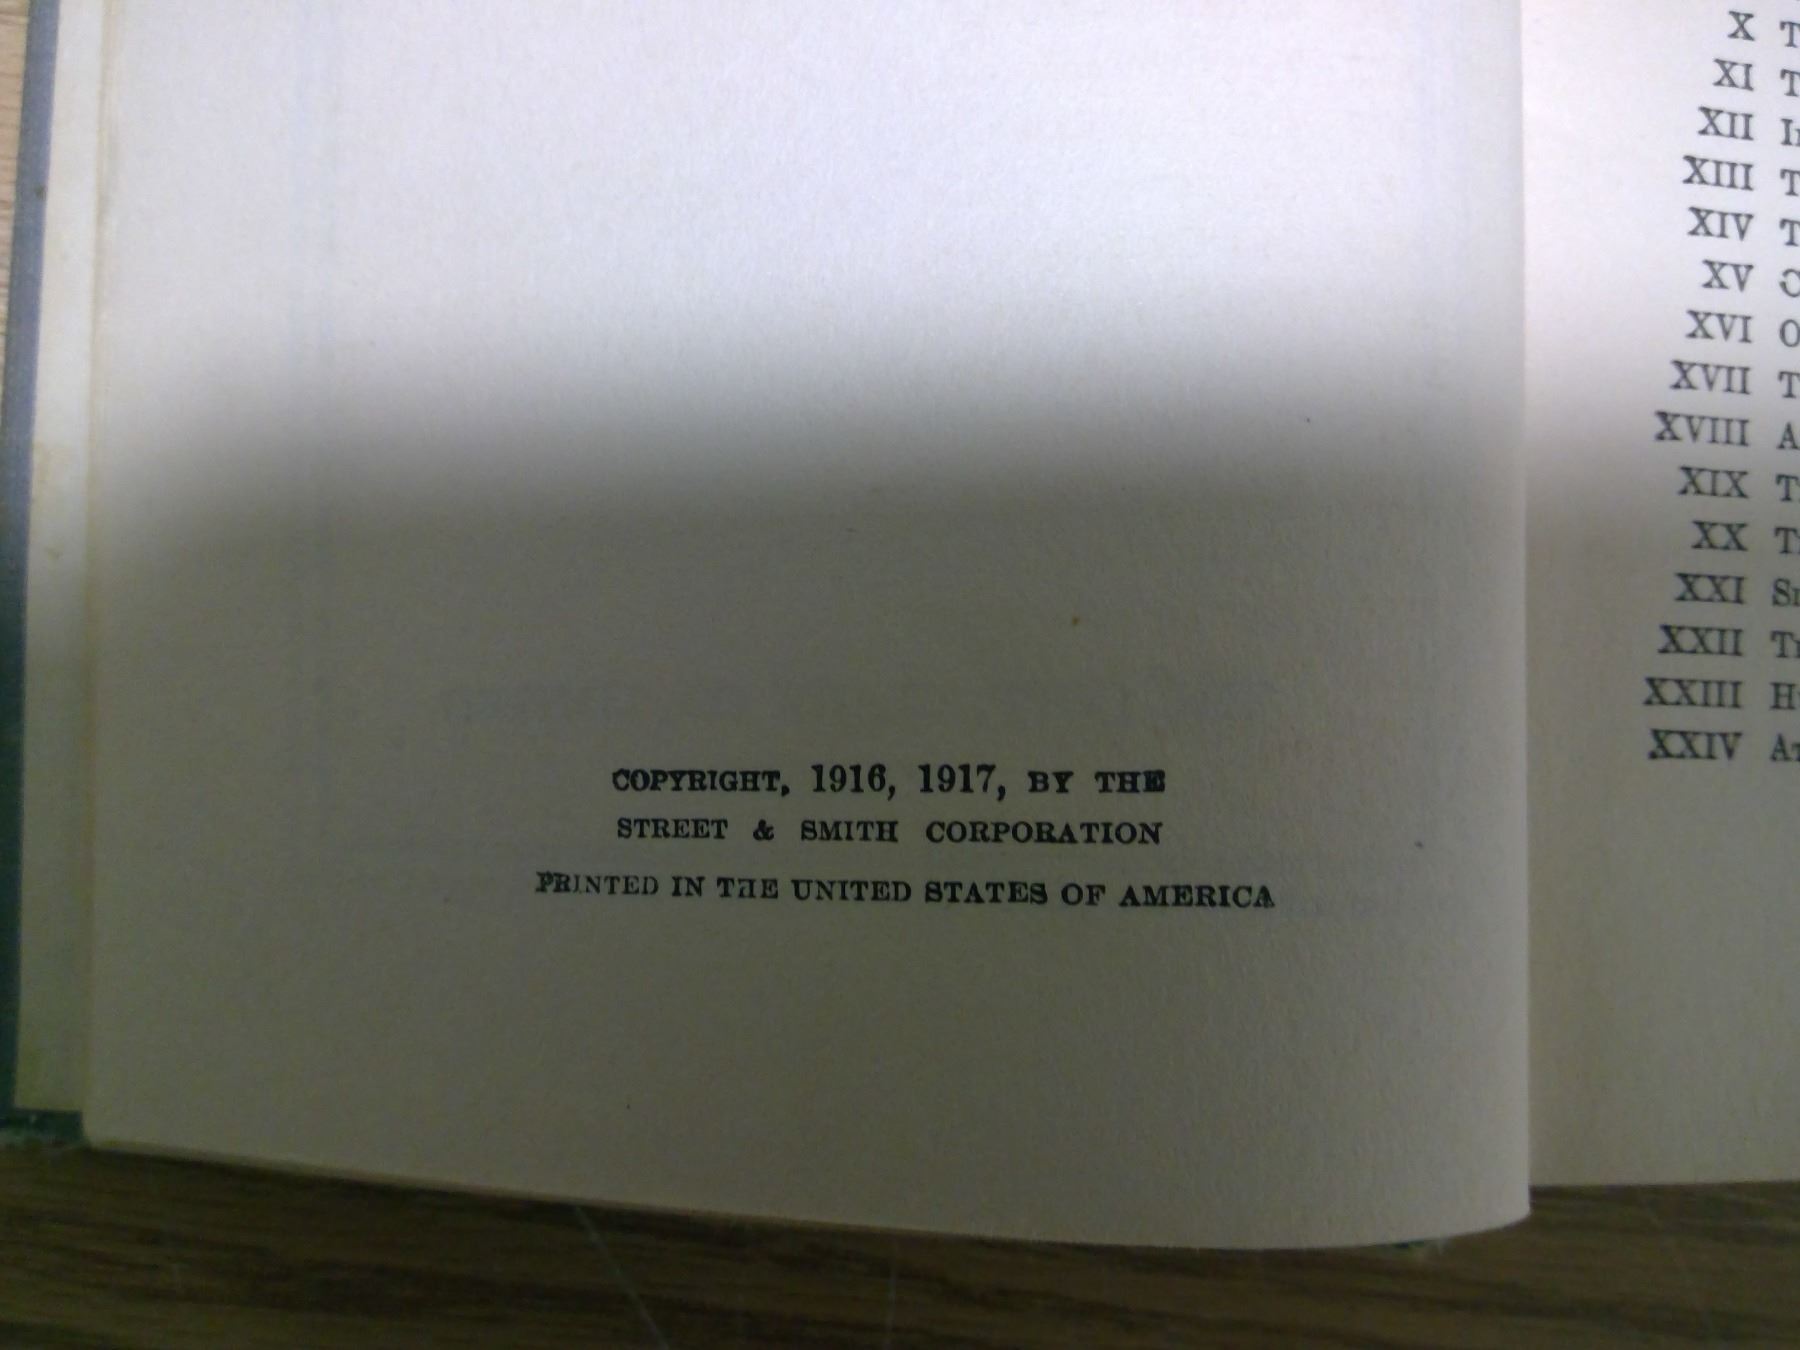 COPYRIGHT, 1916, 1917, BY THE
STREET & SMITH CORPORATION
PRINTED IN THE UNITED STATES OF AMERICA
X
XI
XII
XIII
XIV
XV
XVI
XVII
XVIII
XIX
XX
XXI
XXII
XXIII
XXIV